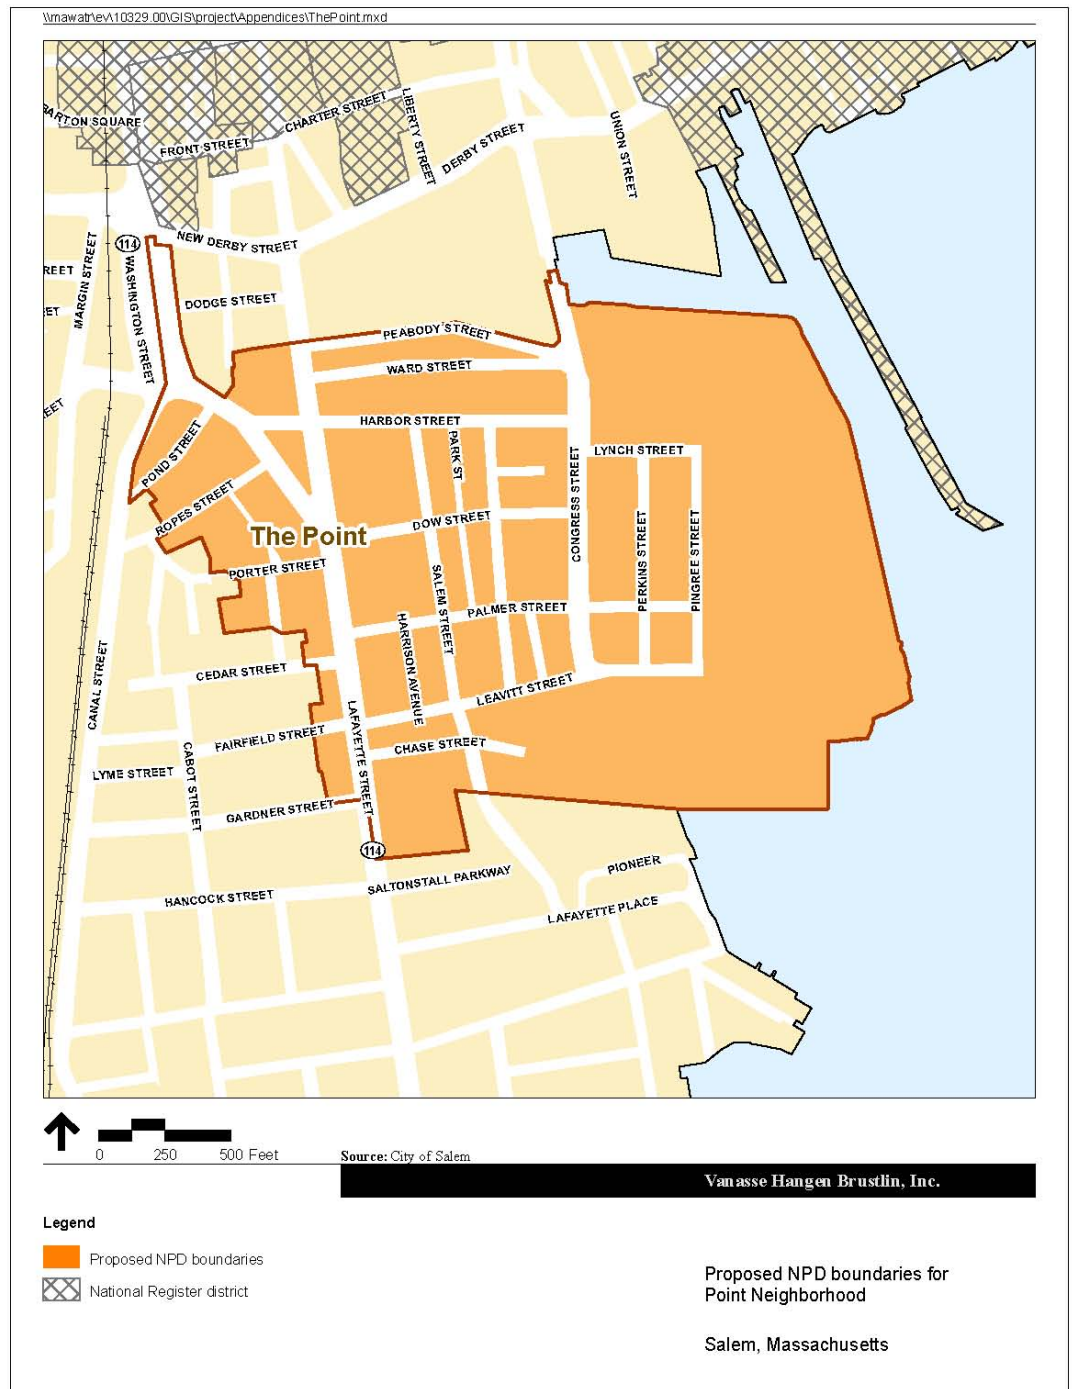 \\mawatr\ev\10329.00\GIS\project\Appendices\ThePoint.mxd
BARTON SQUARE
FRONT STREET
CHARTER STREET
LIBERTY STREET
DERBY STREET
UNION STREET
114
NEW DERBY STREET
MARGIN STREET
WASHINGTON STREET
REET
ET
EET
DODGE STREET
PEABODY STREET
WARD STREET
HARBOR STREET
PARK ST
POND STREET
ROPES STREET
LYNCH STREET
CONGRESS STREET
DOW STREET
The Point
PORTER STREET
PERKINS STREET
PINGREE STREET
SALEM STREET
PALMER STREET
HARRISON AVENUE
CEDAR STREET
CANAL STREET
LEAVITT STREET
LAFAYETTE STREET
FAIRFIELD STREET
CHASE STREET
CABOT STREET
LYME STREET
GARDNER STREET
114
PIONEER
SALTONSTALL PARKWAY
HANCOCK STREET
LAFAYETTE PLACE
0 250 500 Feet
Source: City of Salem
Vanasse Hangen Brustlin, Inc.
Legend
Proposed NPD boundaries
National Register district
Proposed NPD boundaries for
Point Neighborhood
Salem, Massachusetts